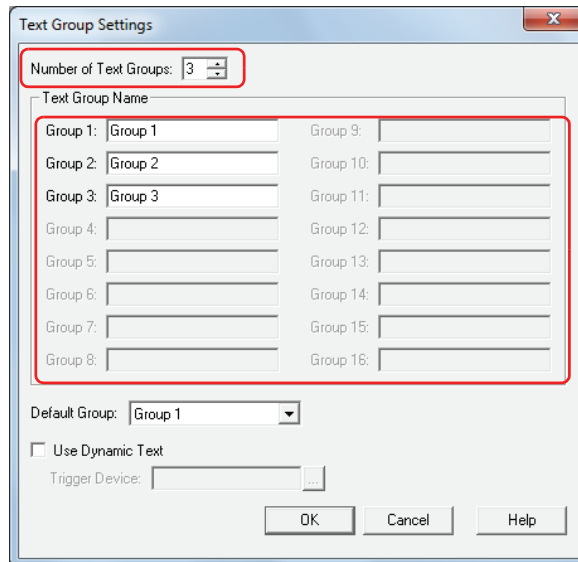 Text Group Settings
Number of Text Groups: 3
Text Group Name
Group 1: Group 1 Group 9:
Group 2: Group 2 Group 10:
Group 3: Group 3 Group 11:
Group 4: Group 12:
Group 5: Group 13:
Group 6: Group 14:
Group 7: Group 15:
Group 8: Group 16:
Default Group: Group 1
Use Dynamic Text
Trigger Device: ...
OK Cancel Help